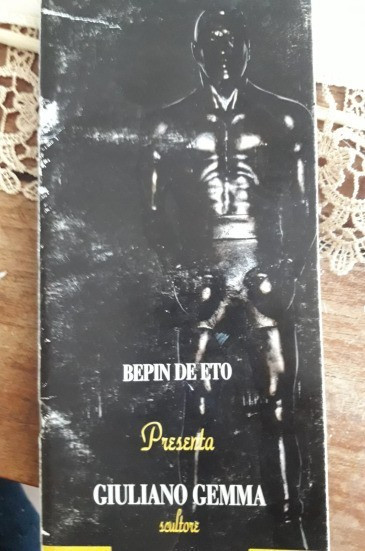 BEPIN DE ETO
Presenta
GIULIANO GEMMA
scultore